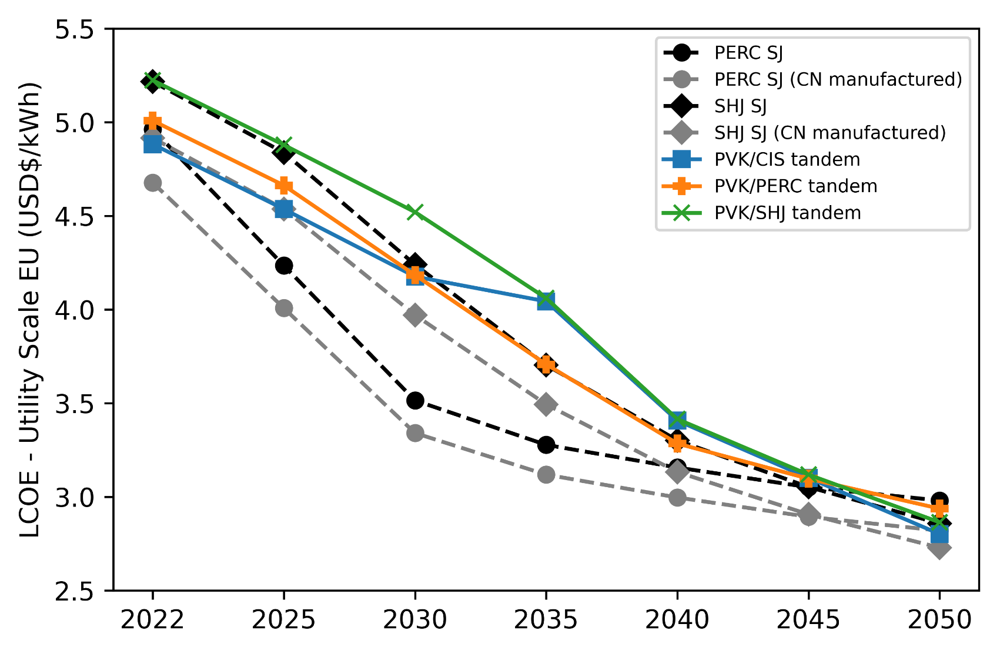 LCOE - Utility Scale EU (USD$/kWh)
5.5
5.0
4.5
4.0
3.5
3.0
2.5
2022 2025 2030 2035 2040 2045 2050
PERC SJ
PERC SJ (CN manufactured)
SHJ SJ
SHJ SJ (CN manufactured)
PVK/CIS tandem
PVK/PERC tandem
PVK/SHJ tandem